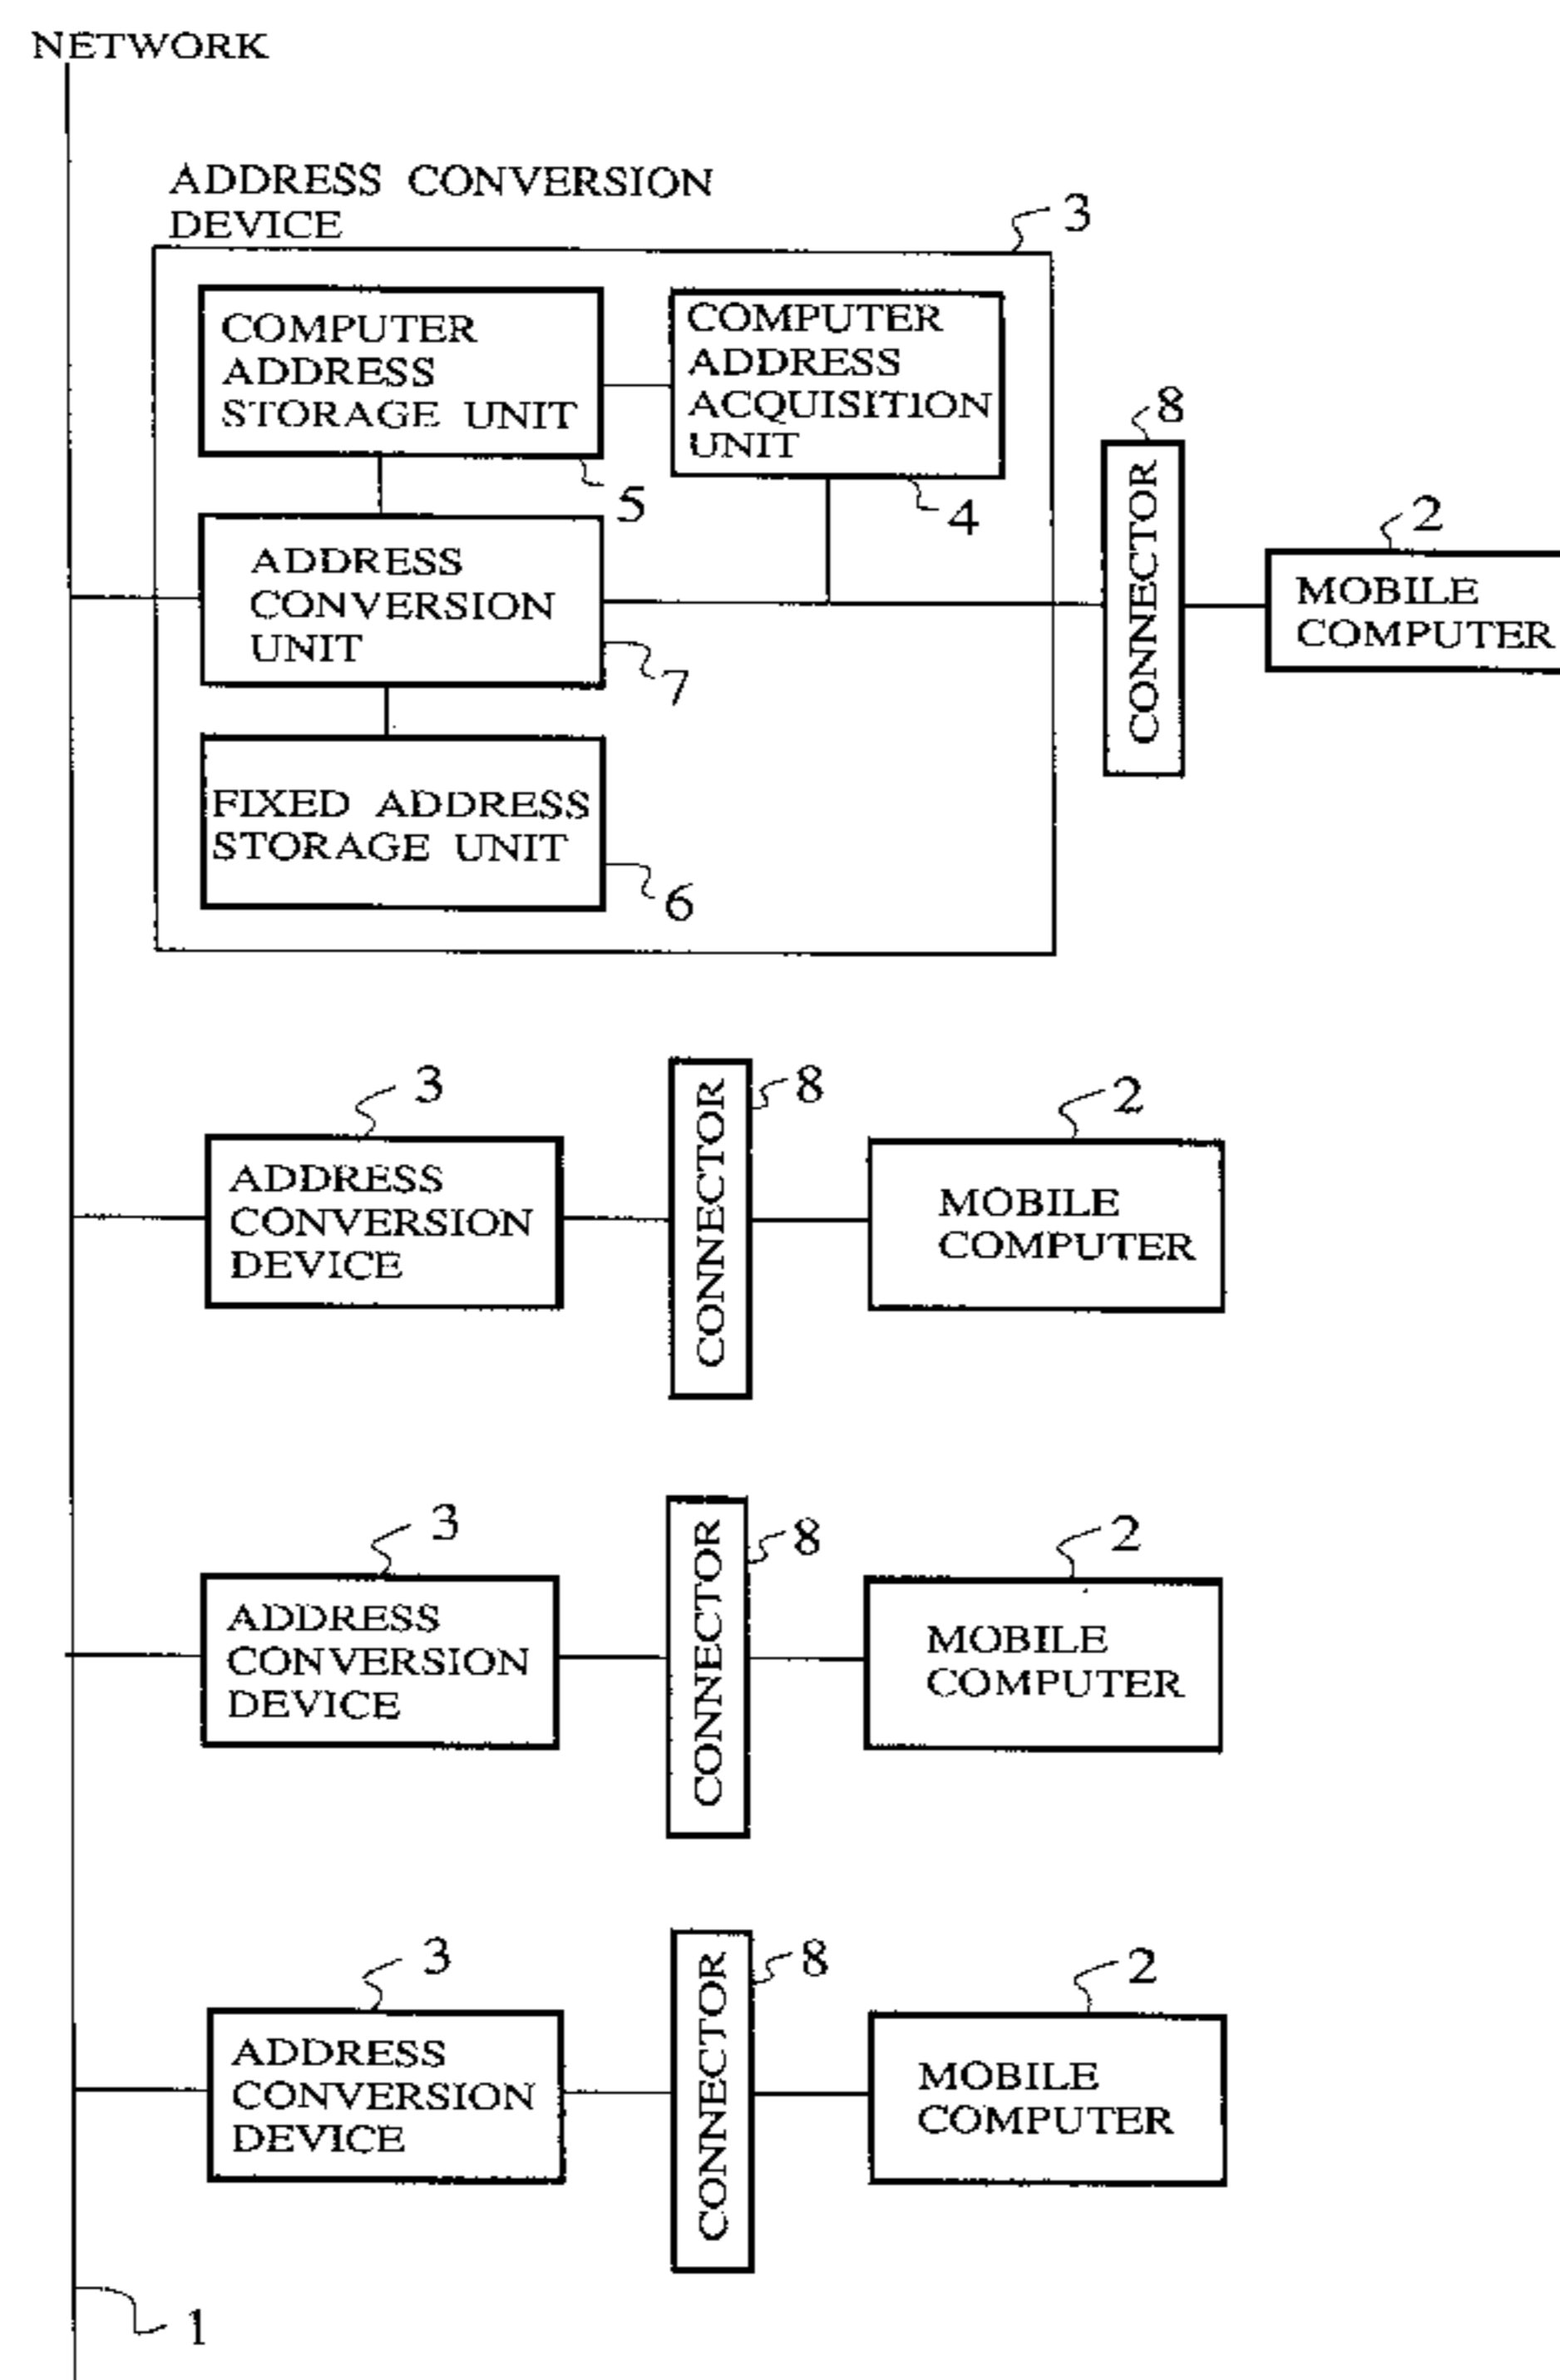 NETWORK
ADDRESS CONVERSION
DEVICE
3
COMPUTER
ADDRESS
STORAGE UNIT
5
COMPUTER
ADDRESS
ACQUISITION
UNIT
4
8
CONNECTOR
2
MOBILE
COMPUTER
ADDRESS
CONVERSION
UNIT
7
FIXED ADDRESS
STORAGE UNIT
6
3
ADDRESS
CONVERSION
DEVICE
8
CONNECTOR
2
MOBILE
COMPUTER
3
ADDRESS
CONVERSION
DEVICE
8
CONNECTOR
2
MOBILE
COMPUTER
3
ADDRESS
CONVERSION
DEVICE
8
CONNECTOR
2
MOBILE
COMPUTER
1